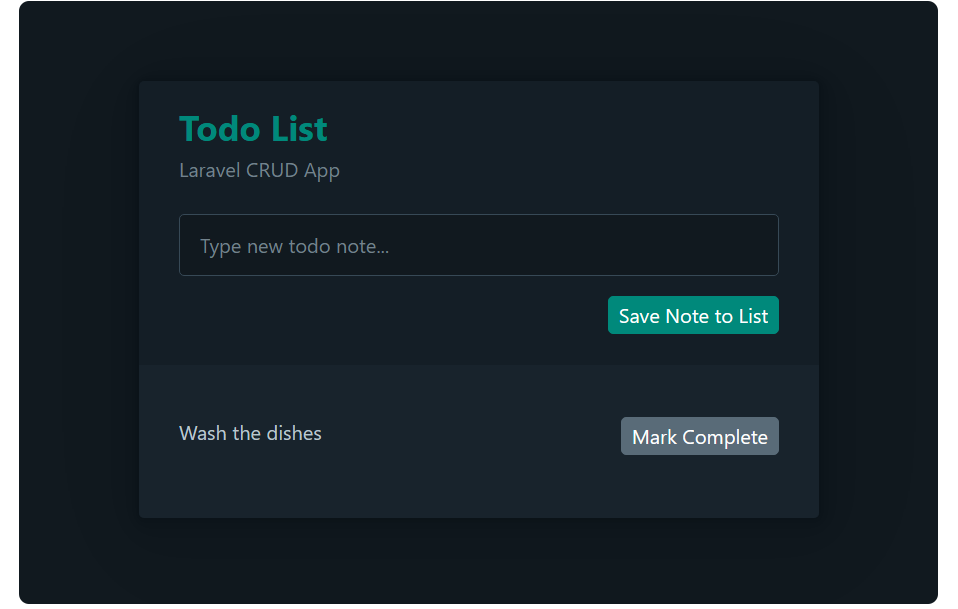 Todo List
Laravel CRUD App
Type new todo note...
Save Note to List
Wash the dishes
Mark Complete